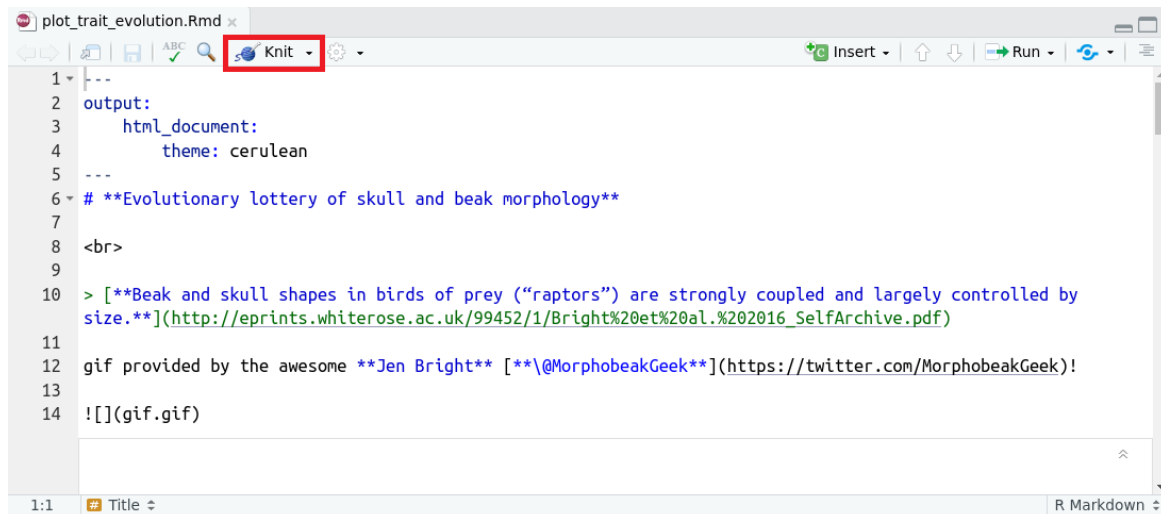 plot_trait_evolution.Rmd ×
ABC Knit Insert Run
1 ---
2 output:
3 html_document:
4 theme: cerulean
5 ---
6 # **Evolutionary lottery of skull and beak morphology**
7
8 <br>
9
10 > [**Beak and skull shapes in birds of prey (“raptors”) are strongly coupled and largely controlled by
size.**](http://eprints.whiterose.ac.uk/99452/1/Bright%20et%20al.%202016_SelfArchive.pdf)
11
12 gif provided by the awesome **Jen Bright** [**\@MorphobeakGeek**](https://twitter.com/MorphobeakGeek)!
13
14 ![](gif.gif)
1:1 # Title R Markdown